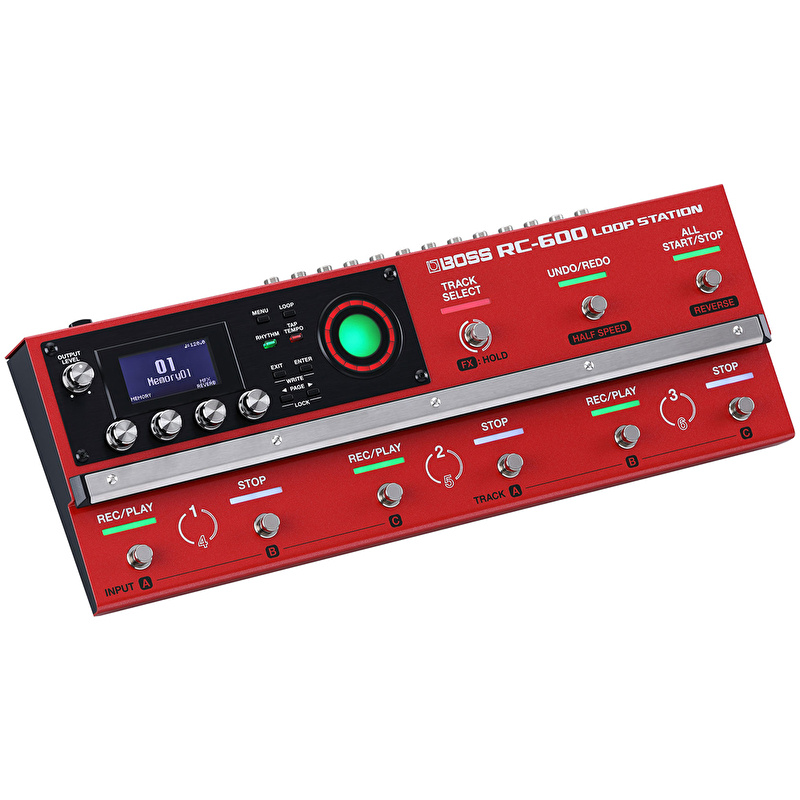 BOSS RC-600 LOOP STATION
TRACK
SELECT
FX : HOLD
UNDO/REDO
HALF SPEED
ALL
START/STOP
REVERSE
OUTPUT
LEVEL
♩=120.0
01
Memory01
MEMORY
MFX
REVERB
MENU
LOOP
RHYTHM
TAP
TEMPO
EXIT
ENTER
WRITE
◀ PAGE ▶
LOCK
REC/PLAY
1
4
STOP
REC/PLAY
2
5
STOP
REC/PLAY
3
6
STOP
INPUT A
B
C
TRACK A
B
C